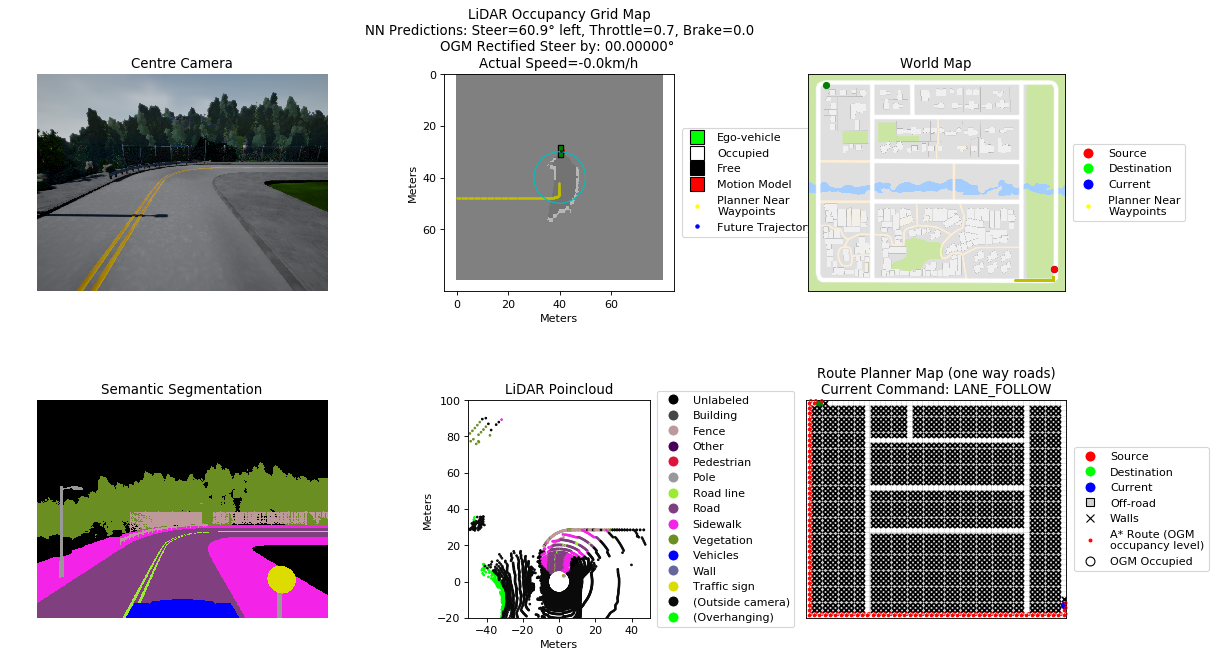 LiDAR Occupancy Grid Map
NN Predictions: Steer=60.9° left, Throttle=0.7, Brake=0.0
OGM Rectified Steer by: 00.00000°
Actual Speed=-0.0km/h
Centre Camera
World Map
0
20
40
60
Meters
0
20
40
60
Meters
Ego-vehicle
Occupied
Free
Motion Model
Planner Near
Waypoints
Future Trajector
Source
Destination
Current
Planner Near
Waypoints
Semantic Segmentation
LiDAR Poincloud
Route Planner Map (one way roads)
Current Command: LANE_FOLLOW
100
80
60
40
20
0
−20
Meters
−40
−20
0
20
40
Meters
Unlabeled
Building
Fence
Other
Pedestrian
Pole
Road line
Road
Sidewalk
Vegetation
Vehicles
Wall
Traffic sign
(Outside camera)
(Overhanging)
Source
Destination
Current
Off-road
Walls
A* Route (OGM
occupancy level)
OGM Occupied